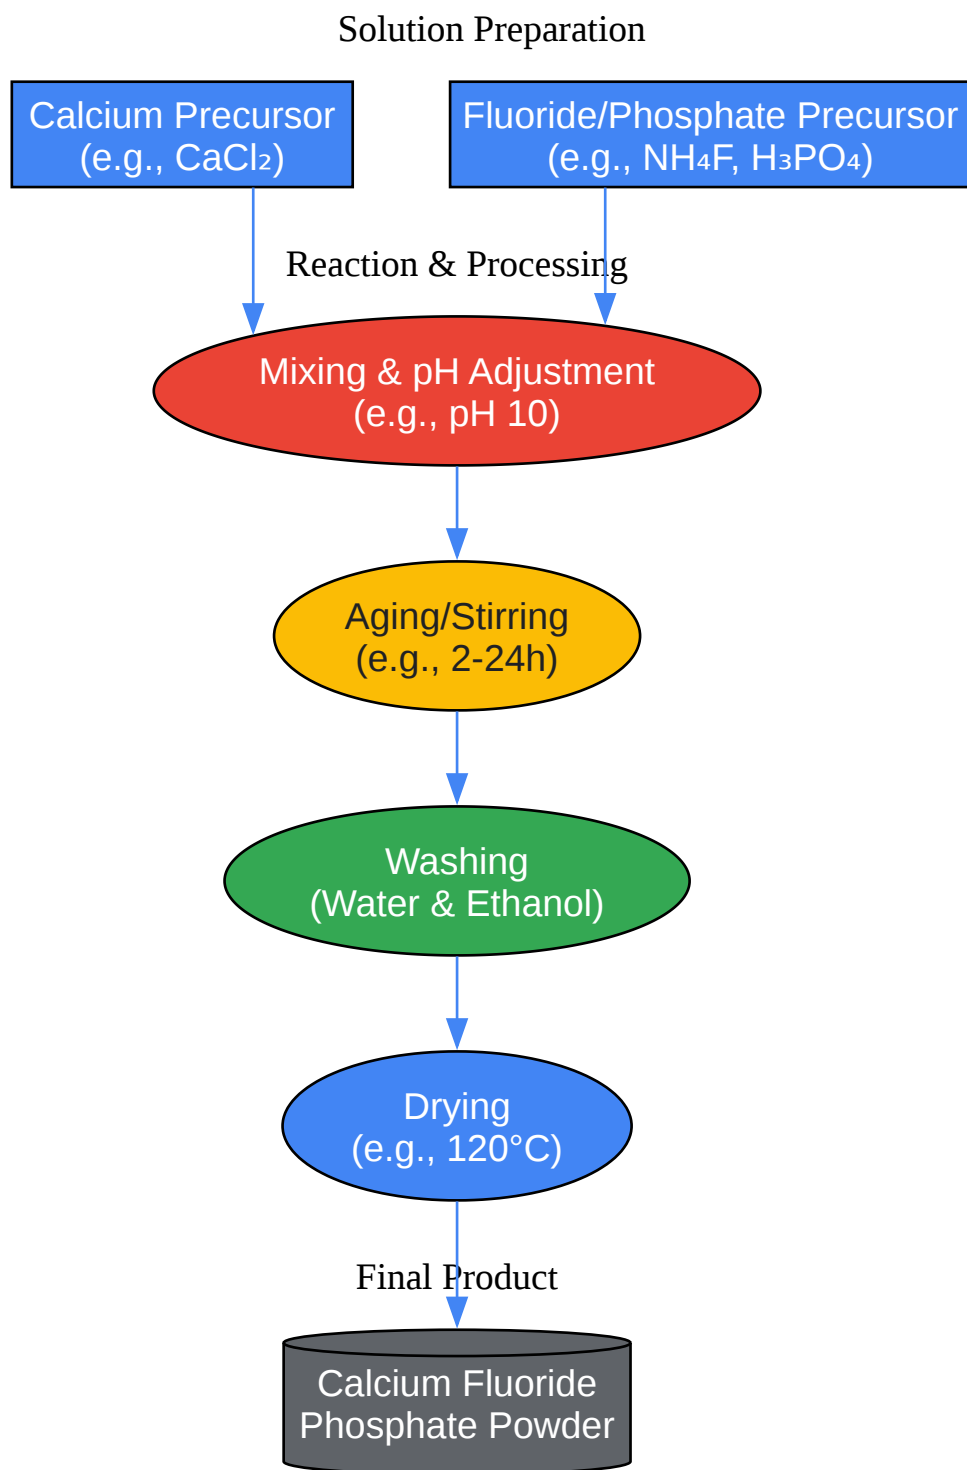 Solution Preparation
Calcium Precursor
(e.g., CaCl₂)
Fluoride/Phosphate Precursor
(e.g., NH₄F, H₃PO₄)
Reaction & Processing
Mixing & pH Adjustment
(e.g., pH 10)
Aging/Stirring
(e.g., 2-24h)
Washing
(Water & Ethanol)
Drying
(e.g., 120°C)
Final Product
Calcium Fluoride
Phosphate Powder